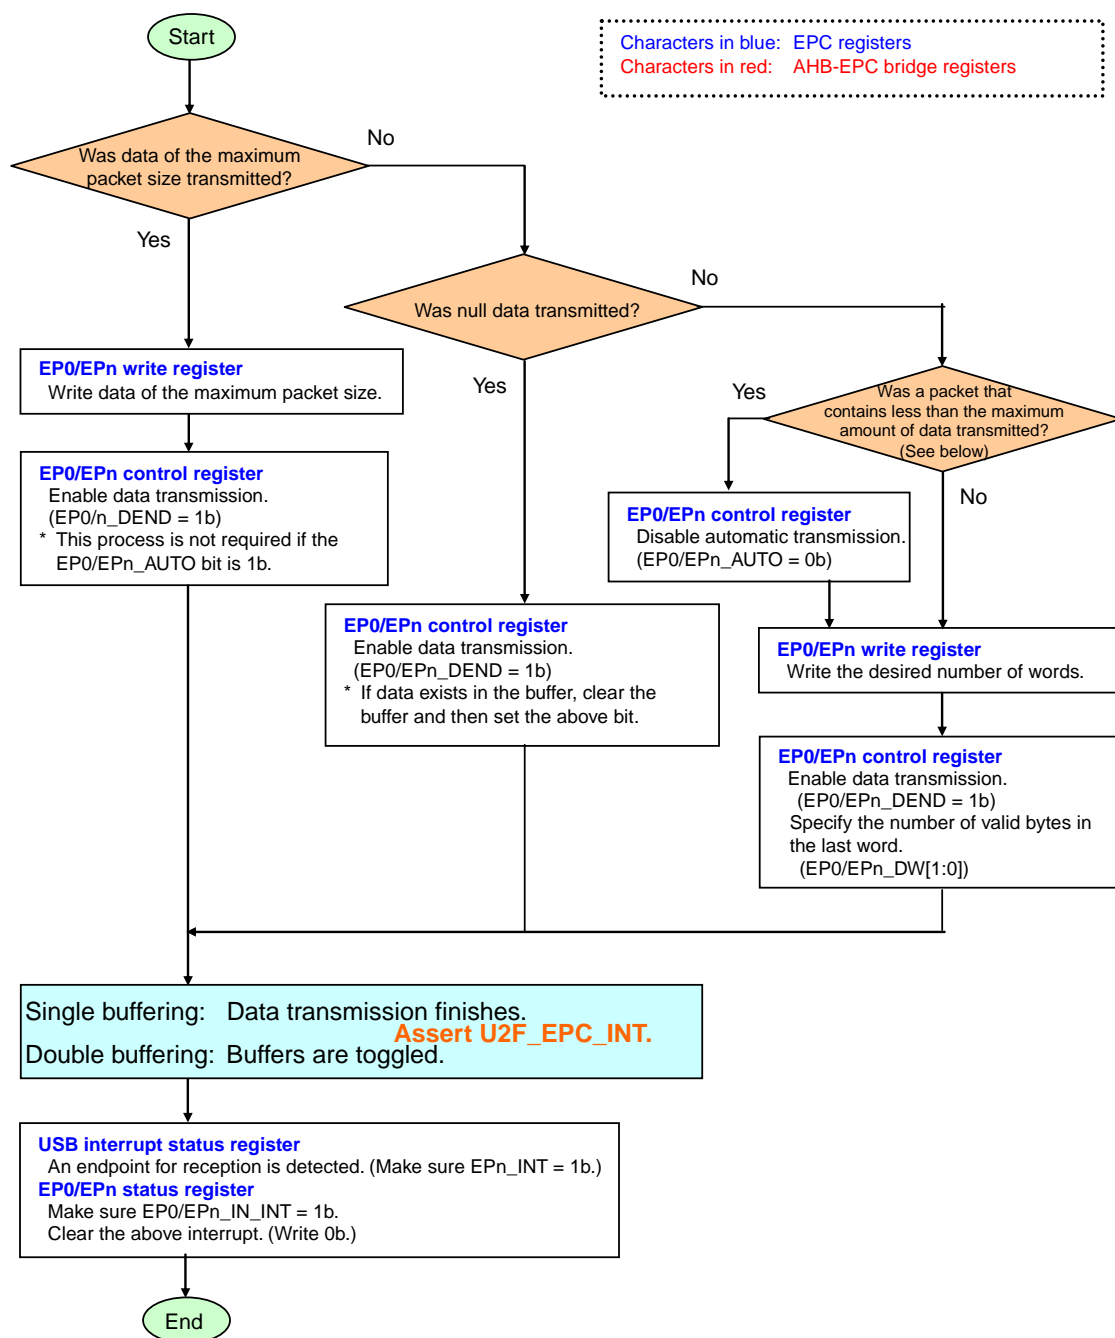 Start
Characters in blue: EPC registers
Characters in red: AHB-EPC bridge registers
Was data of the maximum
packet size transmitted?
No
Yes
Was null data transmitted?
No
Yes
Was a packet that
contains less than the maximum
amount of data transmitted?
(See below)
Yes
No
EP0/EPn write register
Write data of the maximum packet size.
EP0/EPn control register
Enable data transmission.
(EP0/n_DEND = 1b)
* This process is not required if the
EP0/EPn_AUTO bit is 1b.
EP0/EPn control register
Disable automatic transmission.
(EP0/EPn_AUTO = 0b)
EP0/EPn control register
Enable data transmission.
(EP0/EPn_DEND = 1b)
* If data exists in the buffer, clear the
buffer and then set the above bit.
EP0/EPn write register
Write the desired number of words.
EP0/EPn control register
Enable data transmission.
(EP0/EPn_DEND = 1b)
Specify the number of valid bytes in
the last word.
(EP0/EPn_DW[1:0])
Single buffering: Data transmission finishes.
Assert U2F_EPC_INT.
Double buffering: Buffers are toggled.
USB interrupt status register
An endpoint for reception is detected. (Make sure EPn_INT = 1b.)
EP0/EPn status register
Make sure EP0/EPn_IN_INT = 1b.
Clear the above interrupt. (Write 0b.)
End